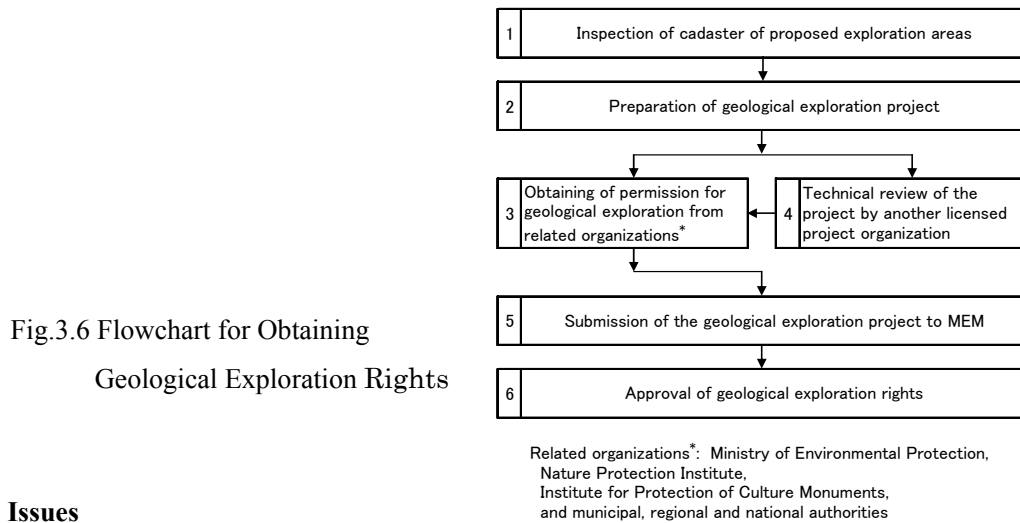 1 Inspection of cadaster of proposed exploration areas
2 Preparation of geological exploration project
3 Obtaining of permission for
geological exploration from
related organizations*
4 Technical review of the
project by another licensed
project organization
5 Submission of the geological exploration project to MEM
6 Approval of geological exploration rights
Fig.3.6 Flowchart for Obtaining
Geological Exploration Rights
Related organizations*: Ministry of Environmental Protection,
Nature Protection Institute,
Institute for Protection of Culture Monuments,
and municipal, regional and national authorities
Issues